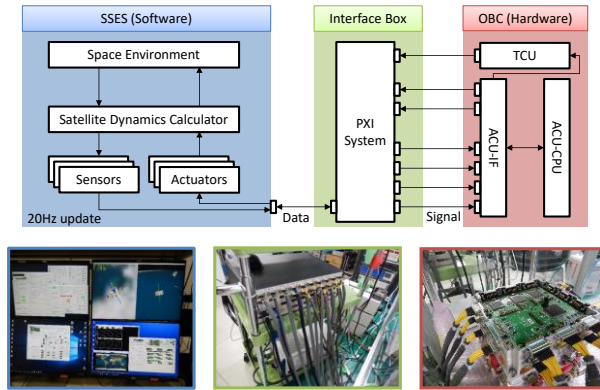 SSES (Software)
Interface Box
OBC (Hardware)
Space Environment
TCU
Satellite Dynamics Calculator
PXI
System
ACU-IF
ACU-CPU
Sensors
Actuators
20Hz update
Data
Signal